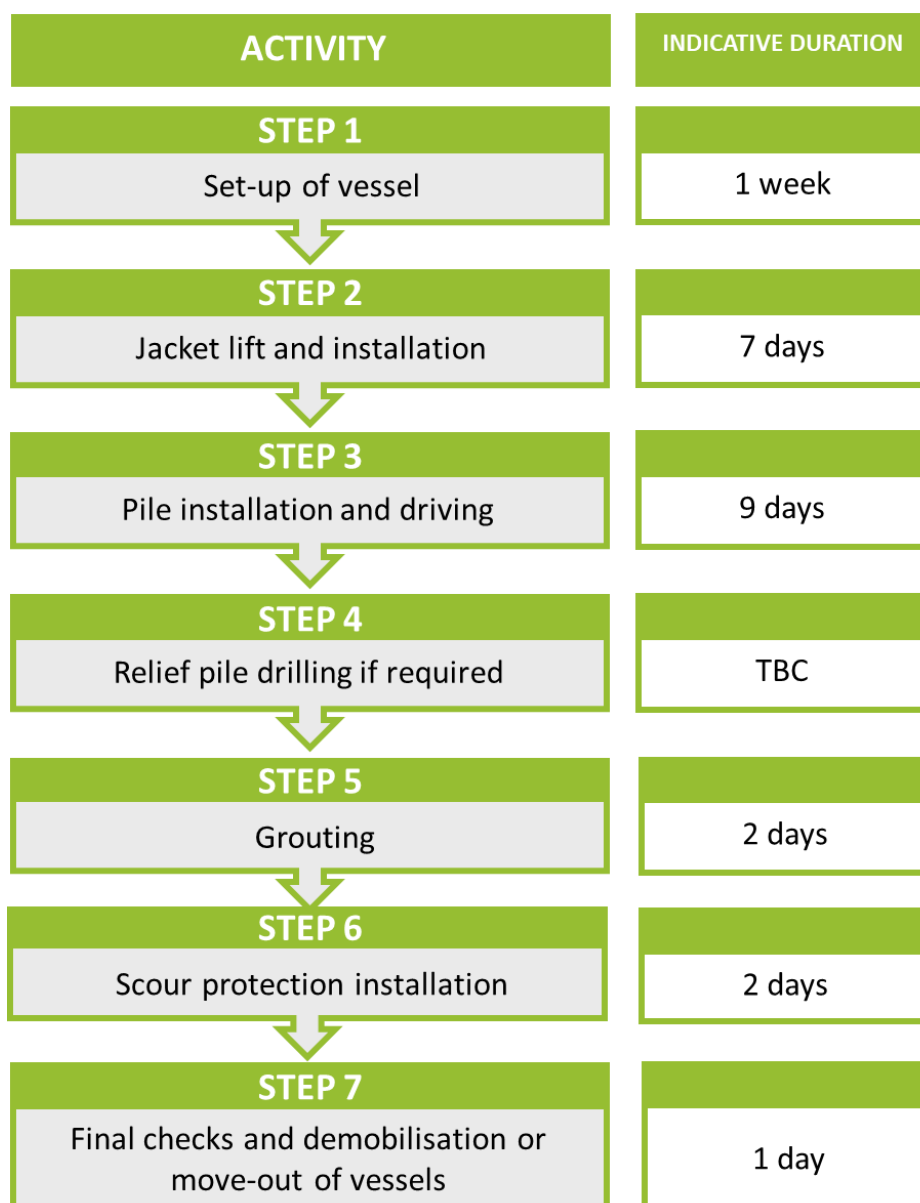 ACTIVITY
INDICATIVE DURATION
STEP 1
Set-up of vessel
1 week
STEP 2
Jacket lift and installation
7 days
STEP 3
Pile installation and driving
9 days
STEP 4
Relief pile drilling if required
TBC
STEP 5
Grouting
2 days
STEP 6
Scour protection installation
2 days
STEP 7
Final checks and demobilisation or
move-out of vessels
1 day